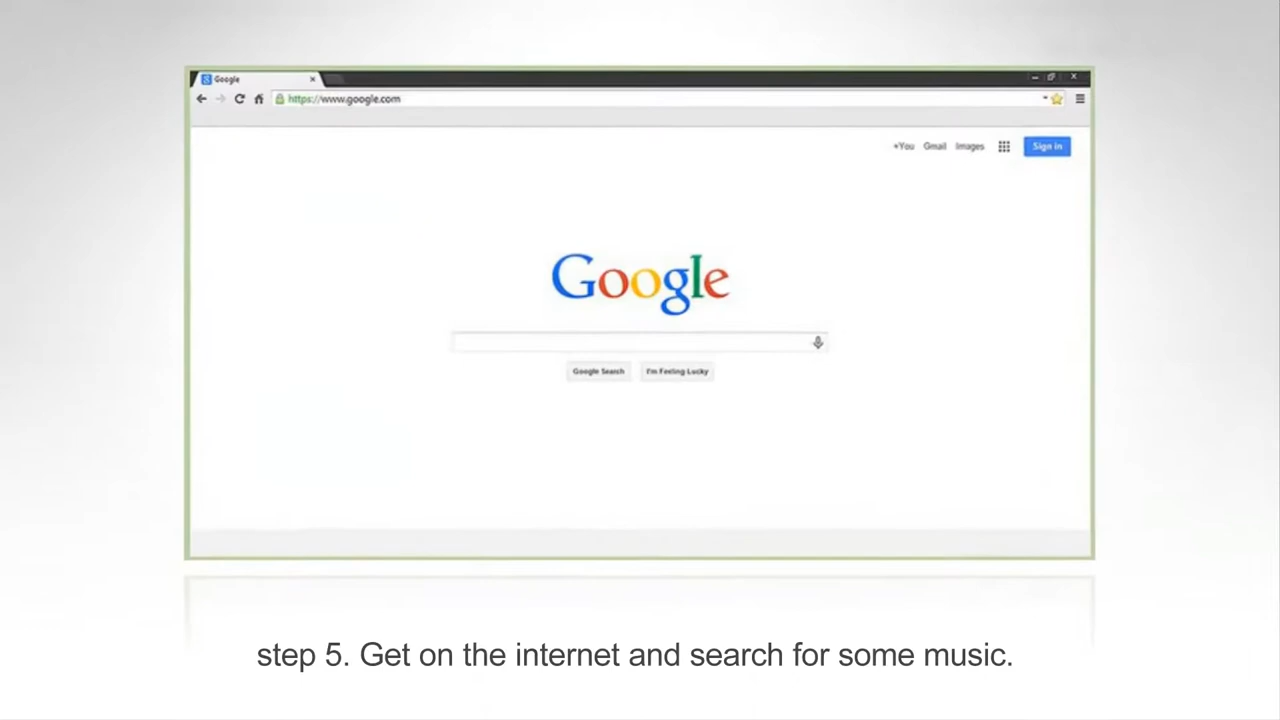 Google
https://www.google.com
+You Gmail Images Sign in
Google
Google Search I'm Feeling Lucky
step 5. Get on the internet and search for some music.